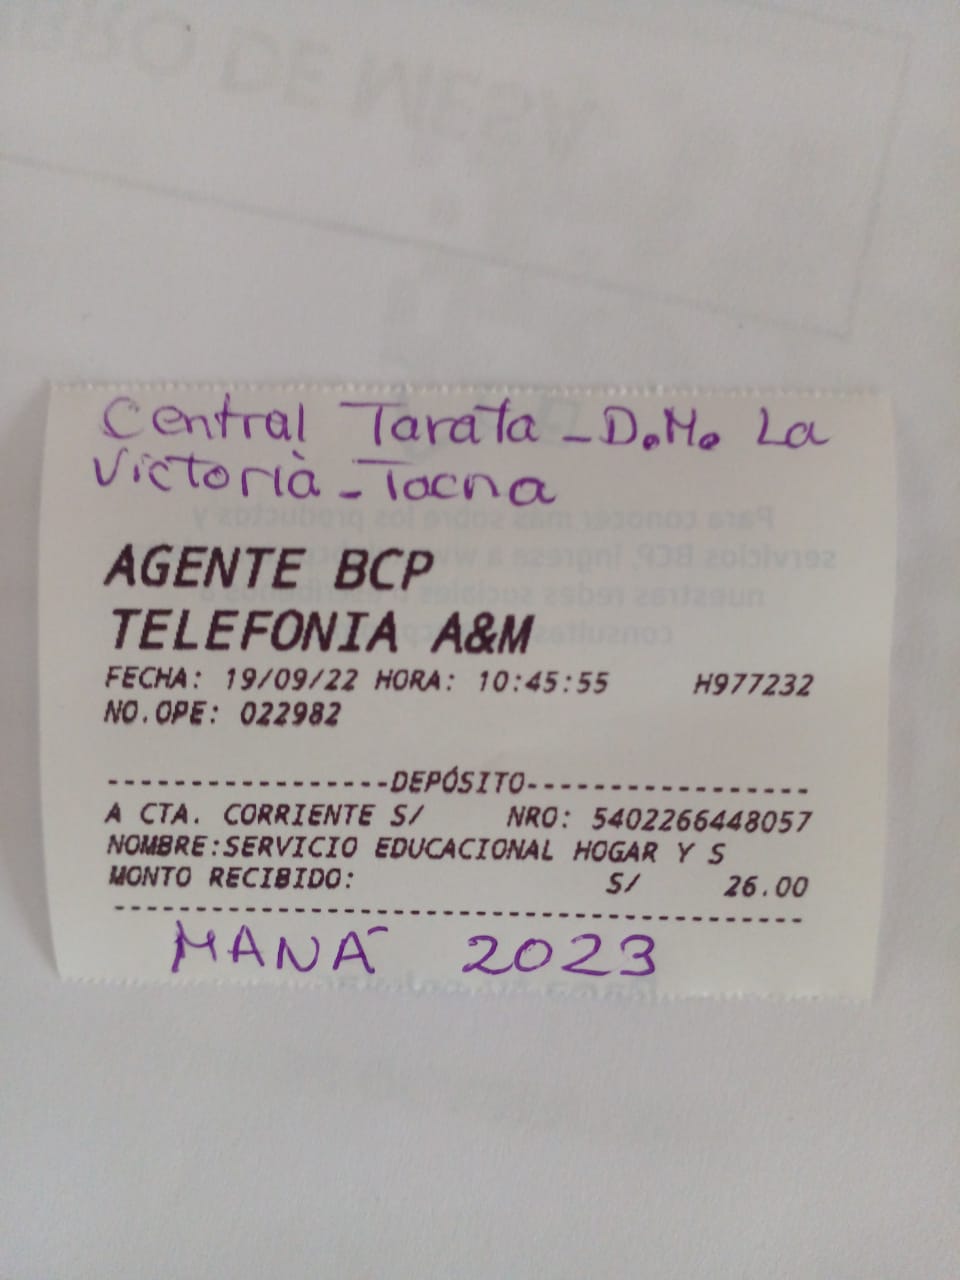 Central Tarata - D.M. La
Victorià - Tacna
AGENTE BCP
TELEFONIA A&M
FECHA: 19/09/22 HORA: 10:45:55 H977232
NO.OPE: 022982
-----------------DEPÓSITO-----------------
A CTA. CORRIENTE S/ NRO: 5402266448057
NOMBRE:SERVICIO EDUCACIONAL HOGAR Y S
MONTO RECIBIDO: S/ 26.00
------------------------------------------
MANÁ 2023